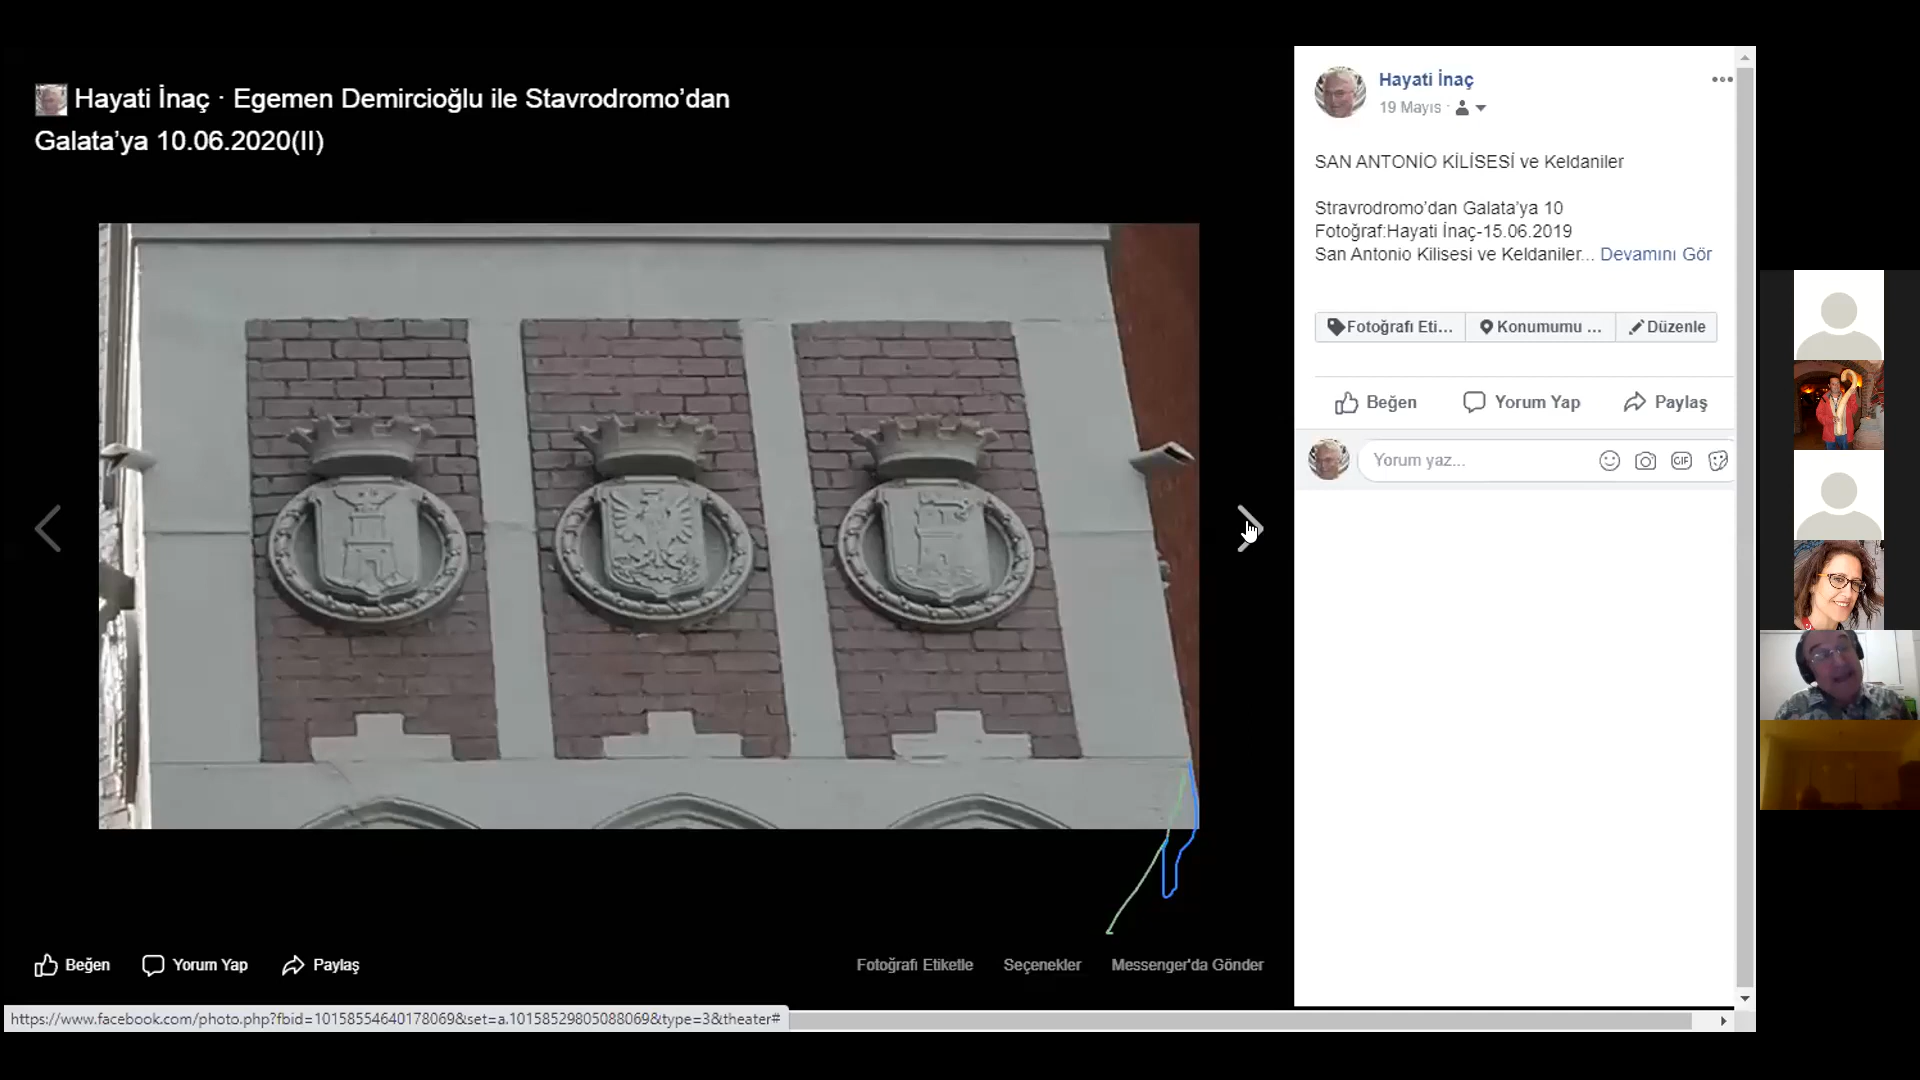 Hayati İnaç · Egemen Demircioğlu ile Stavrodromo’dan
Galata’ya 10.06.2020(II)
Hayati İnaç
19 Mayıs ·
SAN ANTONİO KİLİSESİ ve Keldaniler
Stravrodromo’dan Galata’ya 10
Fotoğraf:Hayati İnaç-15.06.2019
San Antonio Kilisesi ve Keldaniler... Devamını Gör
Fotoğrafı Eti... Konumumu ... Düzenle
Beğen Yorum Yap Paylaş
Yorum yaz... GIF
Beğen Yorum Yap Paylaş Fotoğrafı Etiketle Seçenekler Messenger'da Gönder
https://www.facebook.com/photo.php?fbid=10158554640178069&set=a.10158529805088069&type=3&theater#